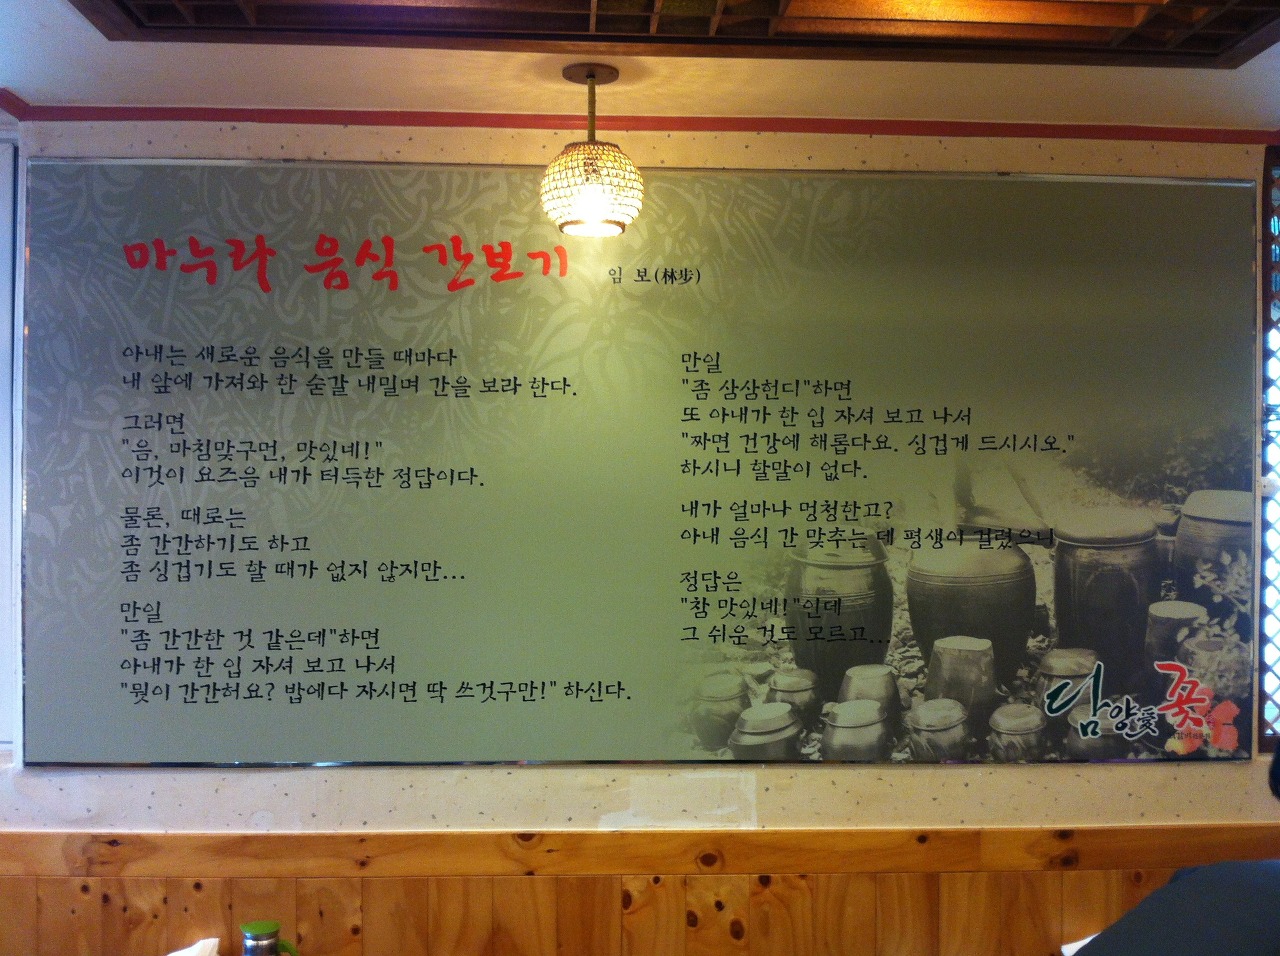 마누라 음식 간보기
임 보(林步)
아내는 새로운 음식을 만들 때마다
내 앞에 가져와 한 숟갈 내밀며 간을 보라 한다.
그러면
"음, 마침맞구먼, 맛있네!"
이것이 요즈음 내가 터득한 정답이다.
물론, 때로는
좀 간간하기도 하고
좀 싱겁기도 할 때가 없지 않지만...
만일
"좀 간간한 것 같은데"하면
아내가 한 입 자셔 보고 나서
"뭣이 간간허요? 밥에다 자시면 딱 쓰것구만!" 하신다.
만일
"좀 삼삼헌디"하면
또 아내가 한 입 자셔 보고 나서
"짜면 건강에 해롭다요. 싱겁게 드시시오."
하시니 할말이 없다.
내가 얼마나 멍청한고?
아내 음식 간 맞추는 데 평생이 걸렸으니
정답은
"참 맛있네!"인데
그 쉬운 것도 모르고...
담양愛꽃